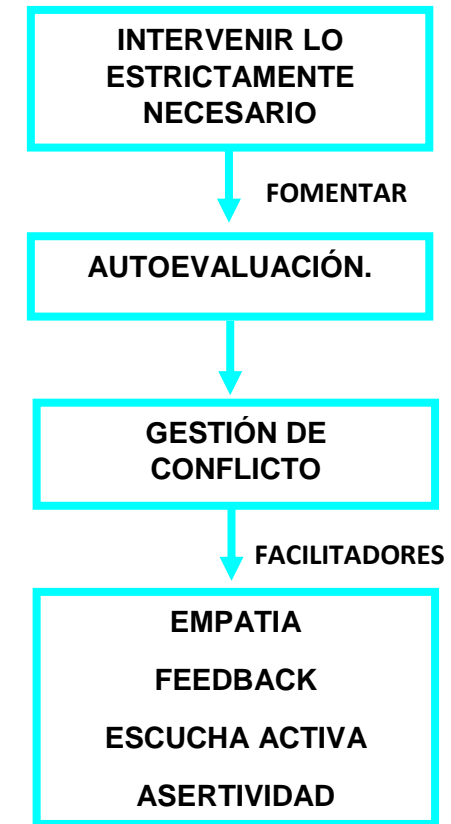 INTERVENIR LO
ESTRICTAMENTE
NECESARIO
FOMENTAR
AUTOEVALUACIÓN.
GESTIÓN DE
CONFLICTO
FACILITADORES
EMPATIA
FEEDBACK
ESCUCHA ACTIVA
ASERTIVIDAD